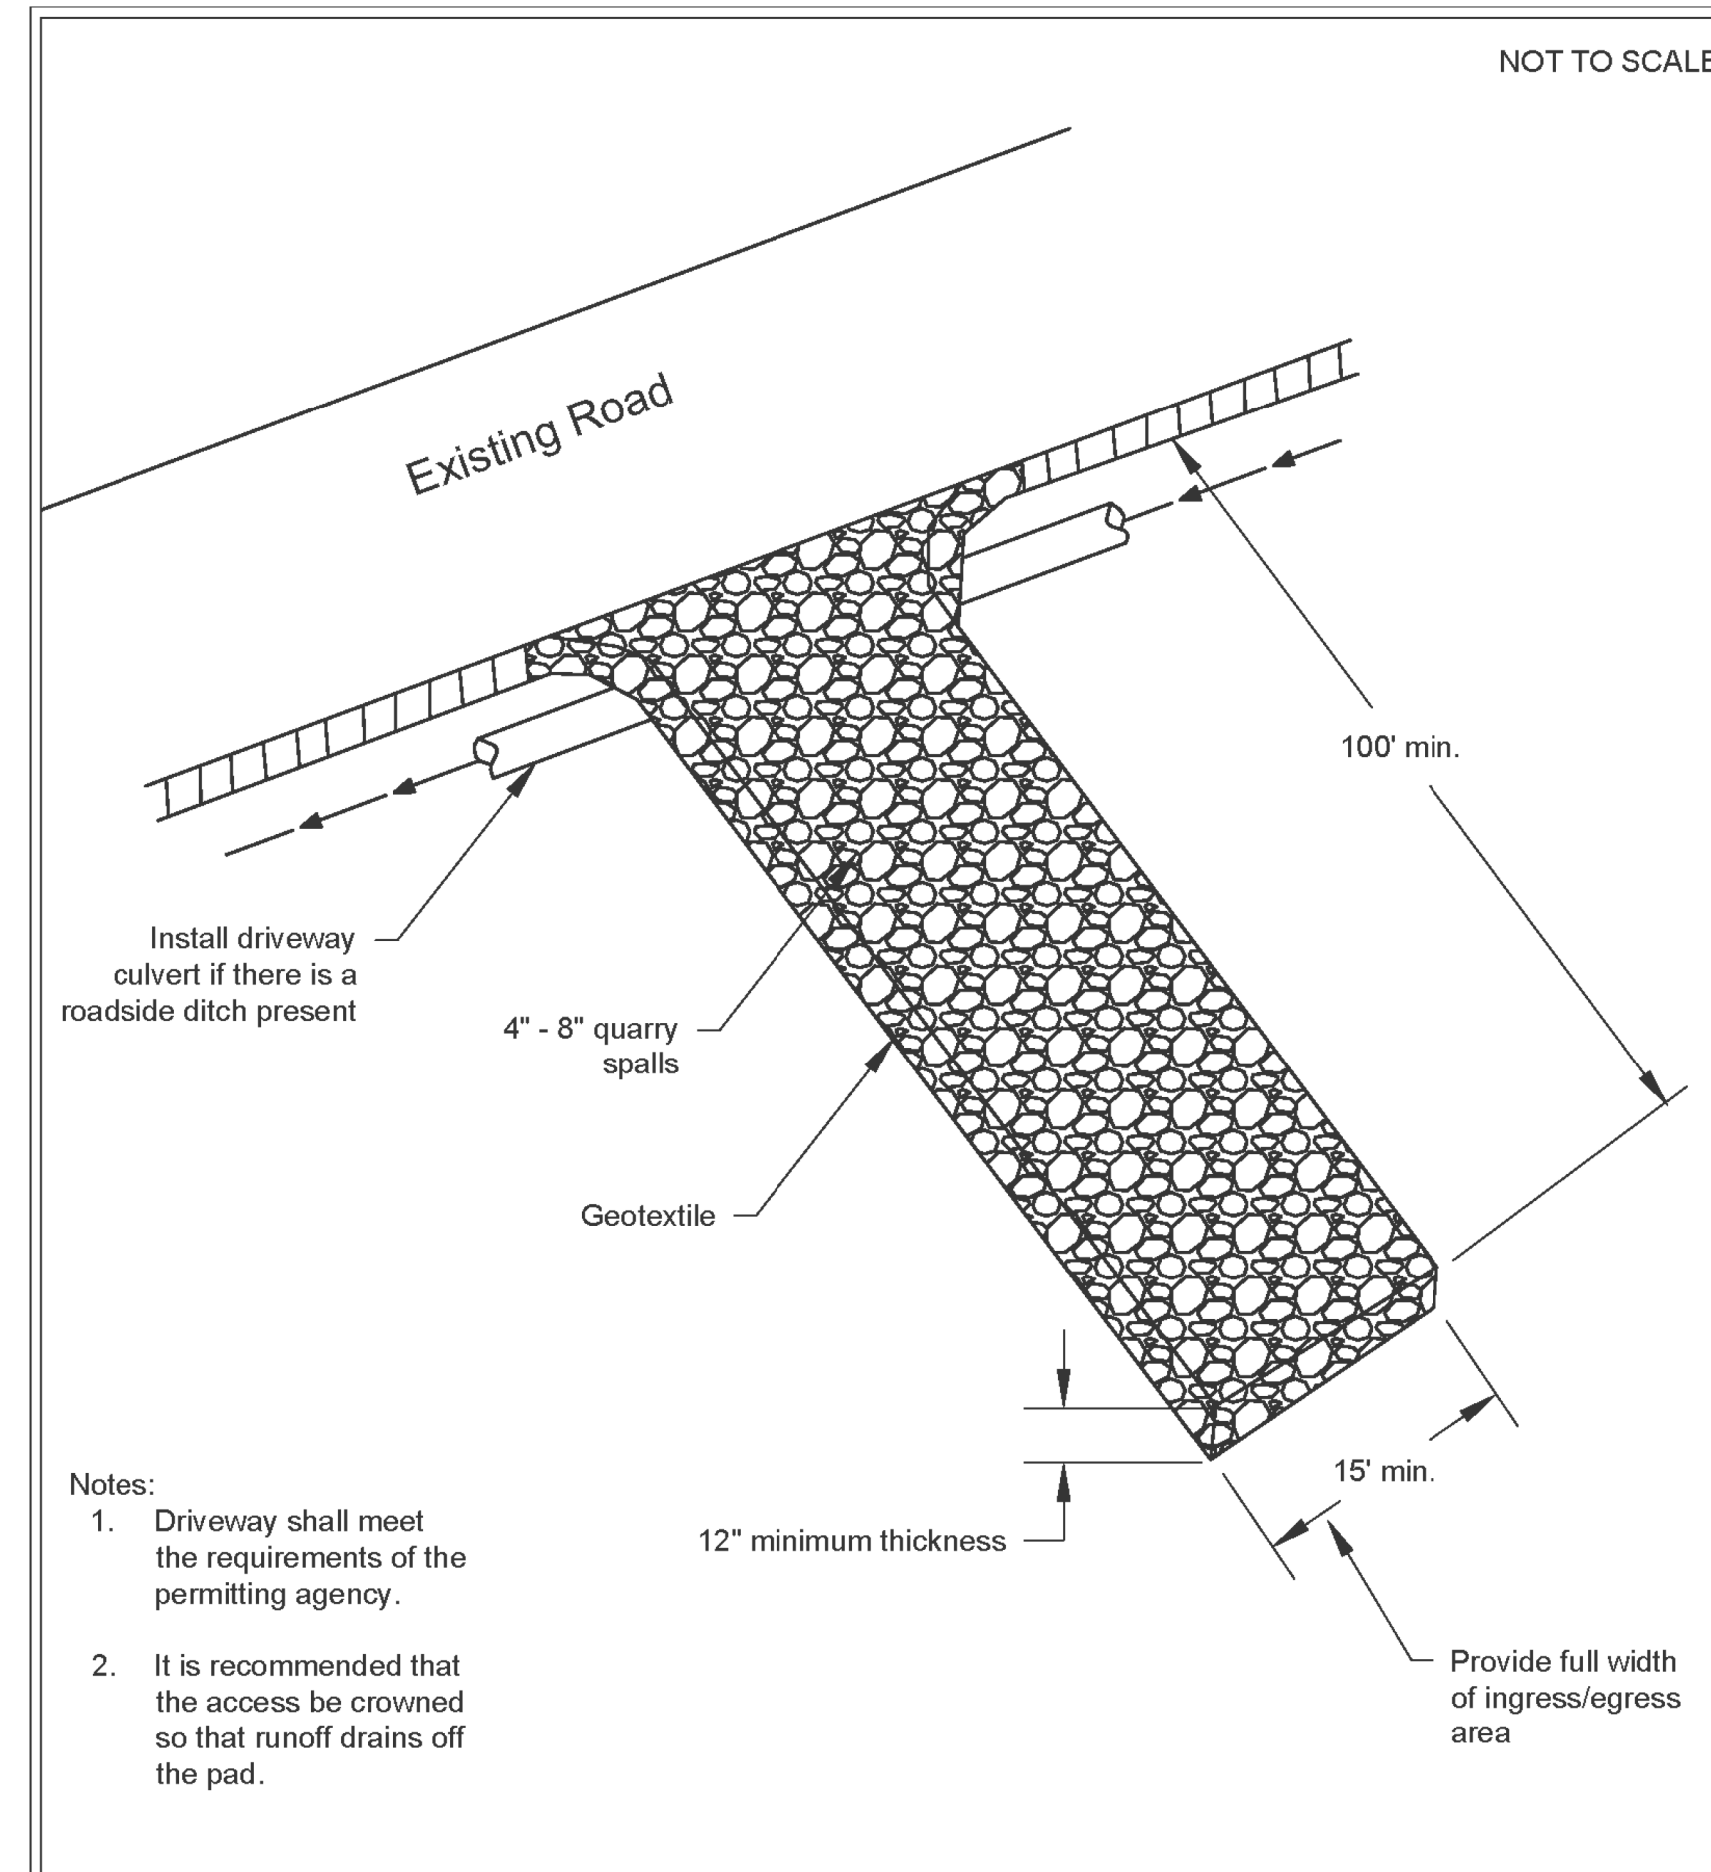 NOT TO SCALE
Existing Road
100' min.
Install driveway
culvert if there is a
roadside ditch present
4" - 8" quarry
spalls
Geotextile
15' min.
12" minimum thickness
Provide full width
of ingress/egress
area
Notes:
1. Driveway shall meet
the requirements of the
permitting agency.
2. It is recommended that
the access be crowned
so that runoff drains off
the pad.